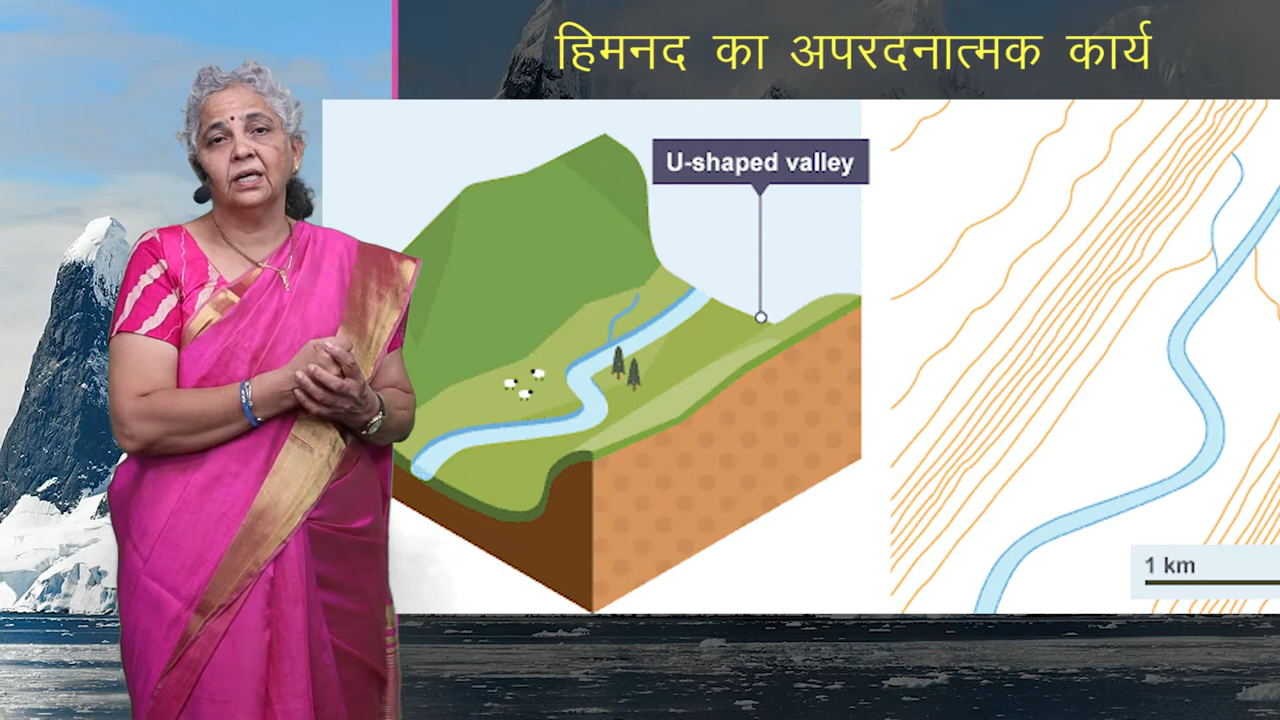 हिमनद का अपरदनात्मक कार्य
U-shaped valley
1 km